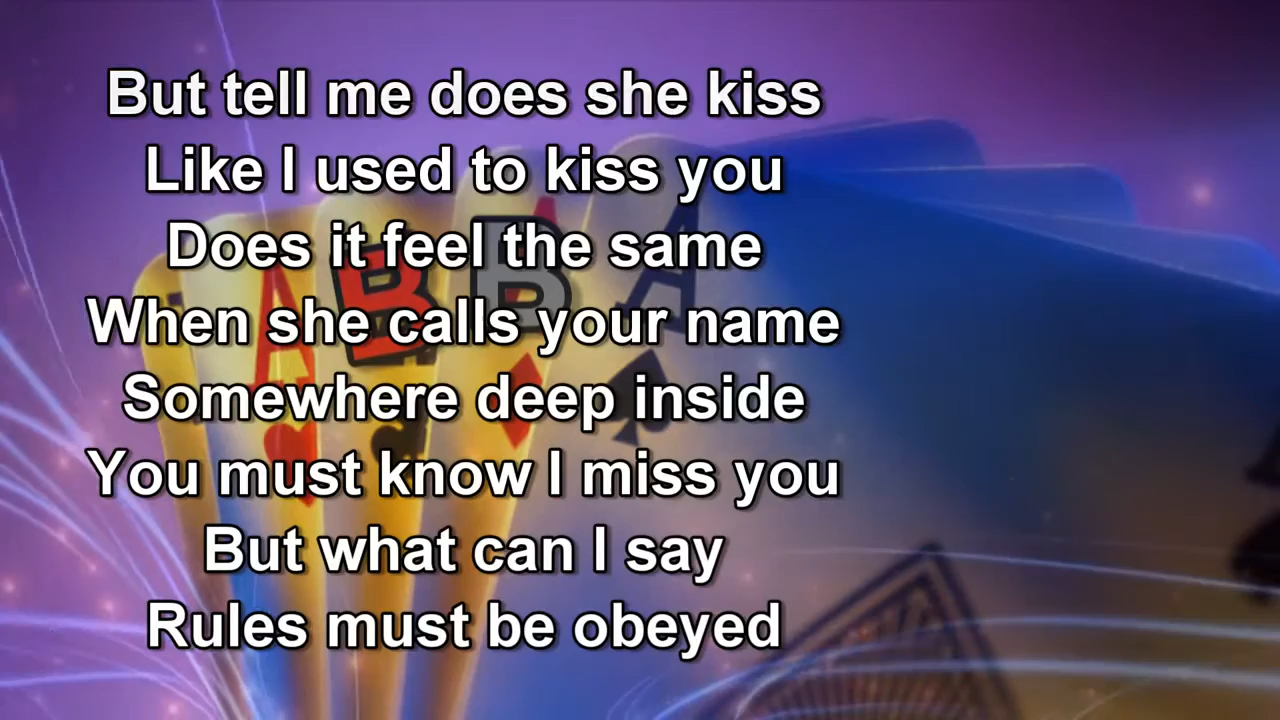 But tell me does she kiss
Like I used to kiss you
Does it feel the same
When she calls your name
Somewhere deep inside
You must know I miss you
But what can I say
Rules must be obeyed
A B B A